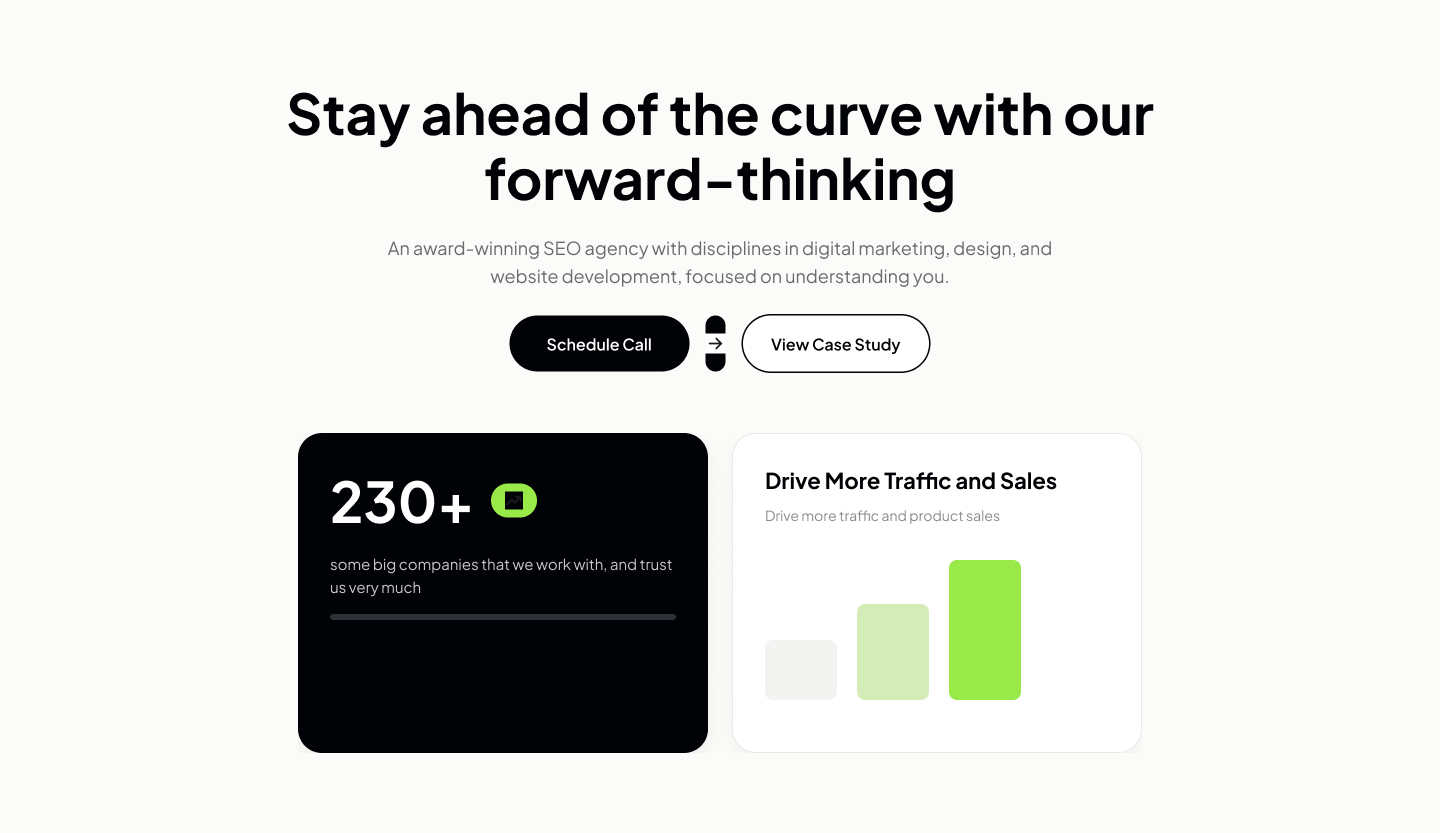 Stay ahead of the curve with our
forward-thinking
An award-winning SEO agency with disciplines in digital marketing, design, and
website development, focused on understanding you.
Schedule Call
View Case Study
230+
some big companies that we work with, and trust
us very much
Drive More Traffic and Sales
Drive more traffic and product sales